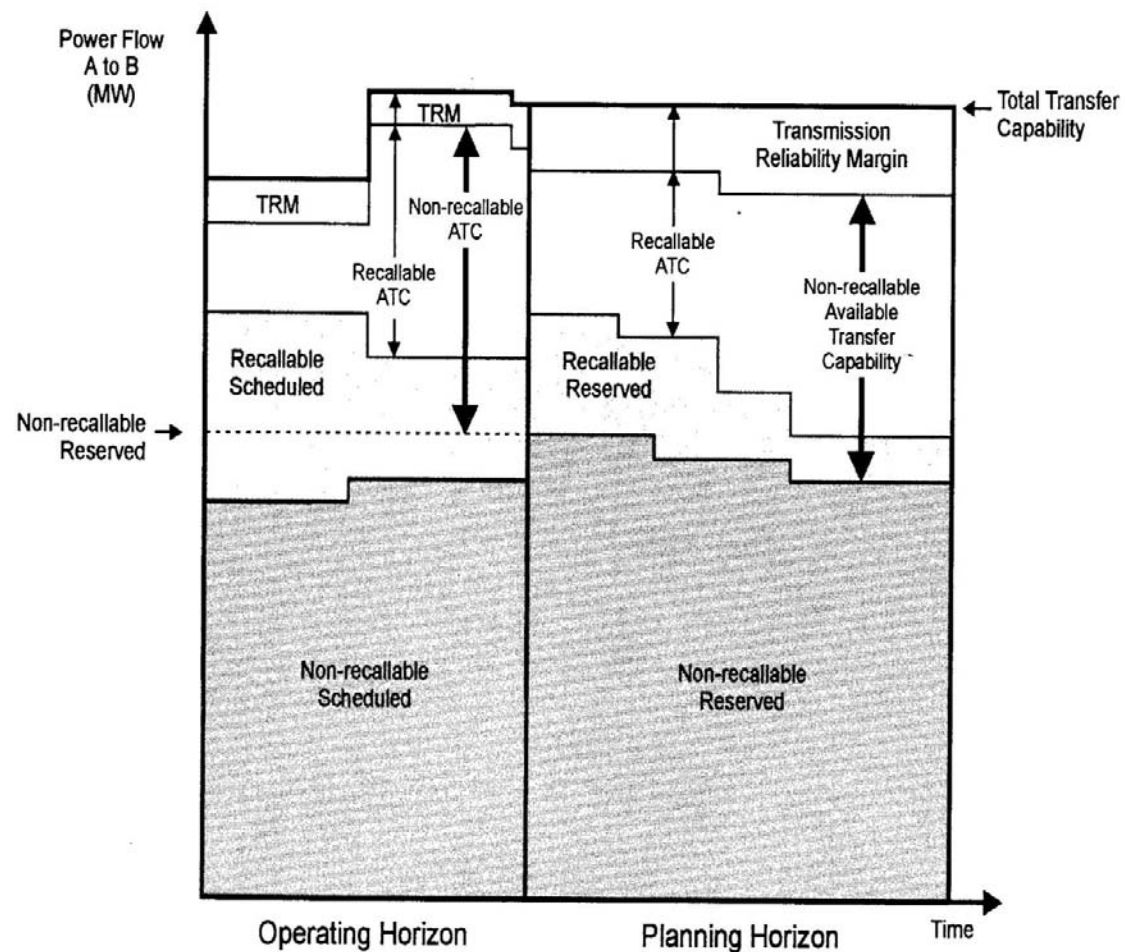 Power Flow
A to B
(MW)
Total Transfer
Capability
TRM
Transmission
Reliability Margin
TRM
Non-recallable
ATC
Recallable
ATC
Recallable
ATC
Non-recallable
Available
Transfer
Capability
Recallable
Scheduled
Recallable
Reserved
Non-recallable
Reserved
Non-recallable
Scheduled
Non-recallable
Reserved
Operating Horizon
Planning Horizon
Time